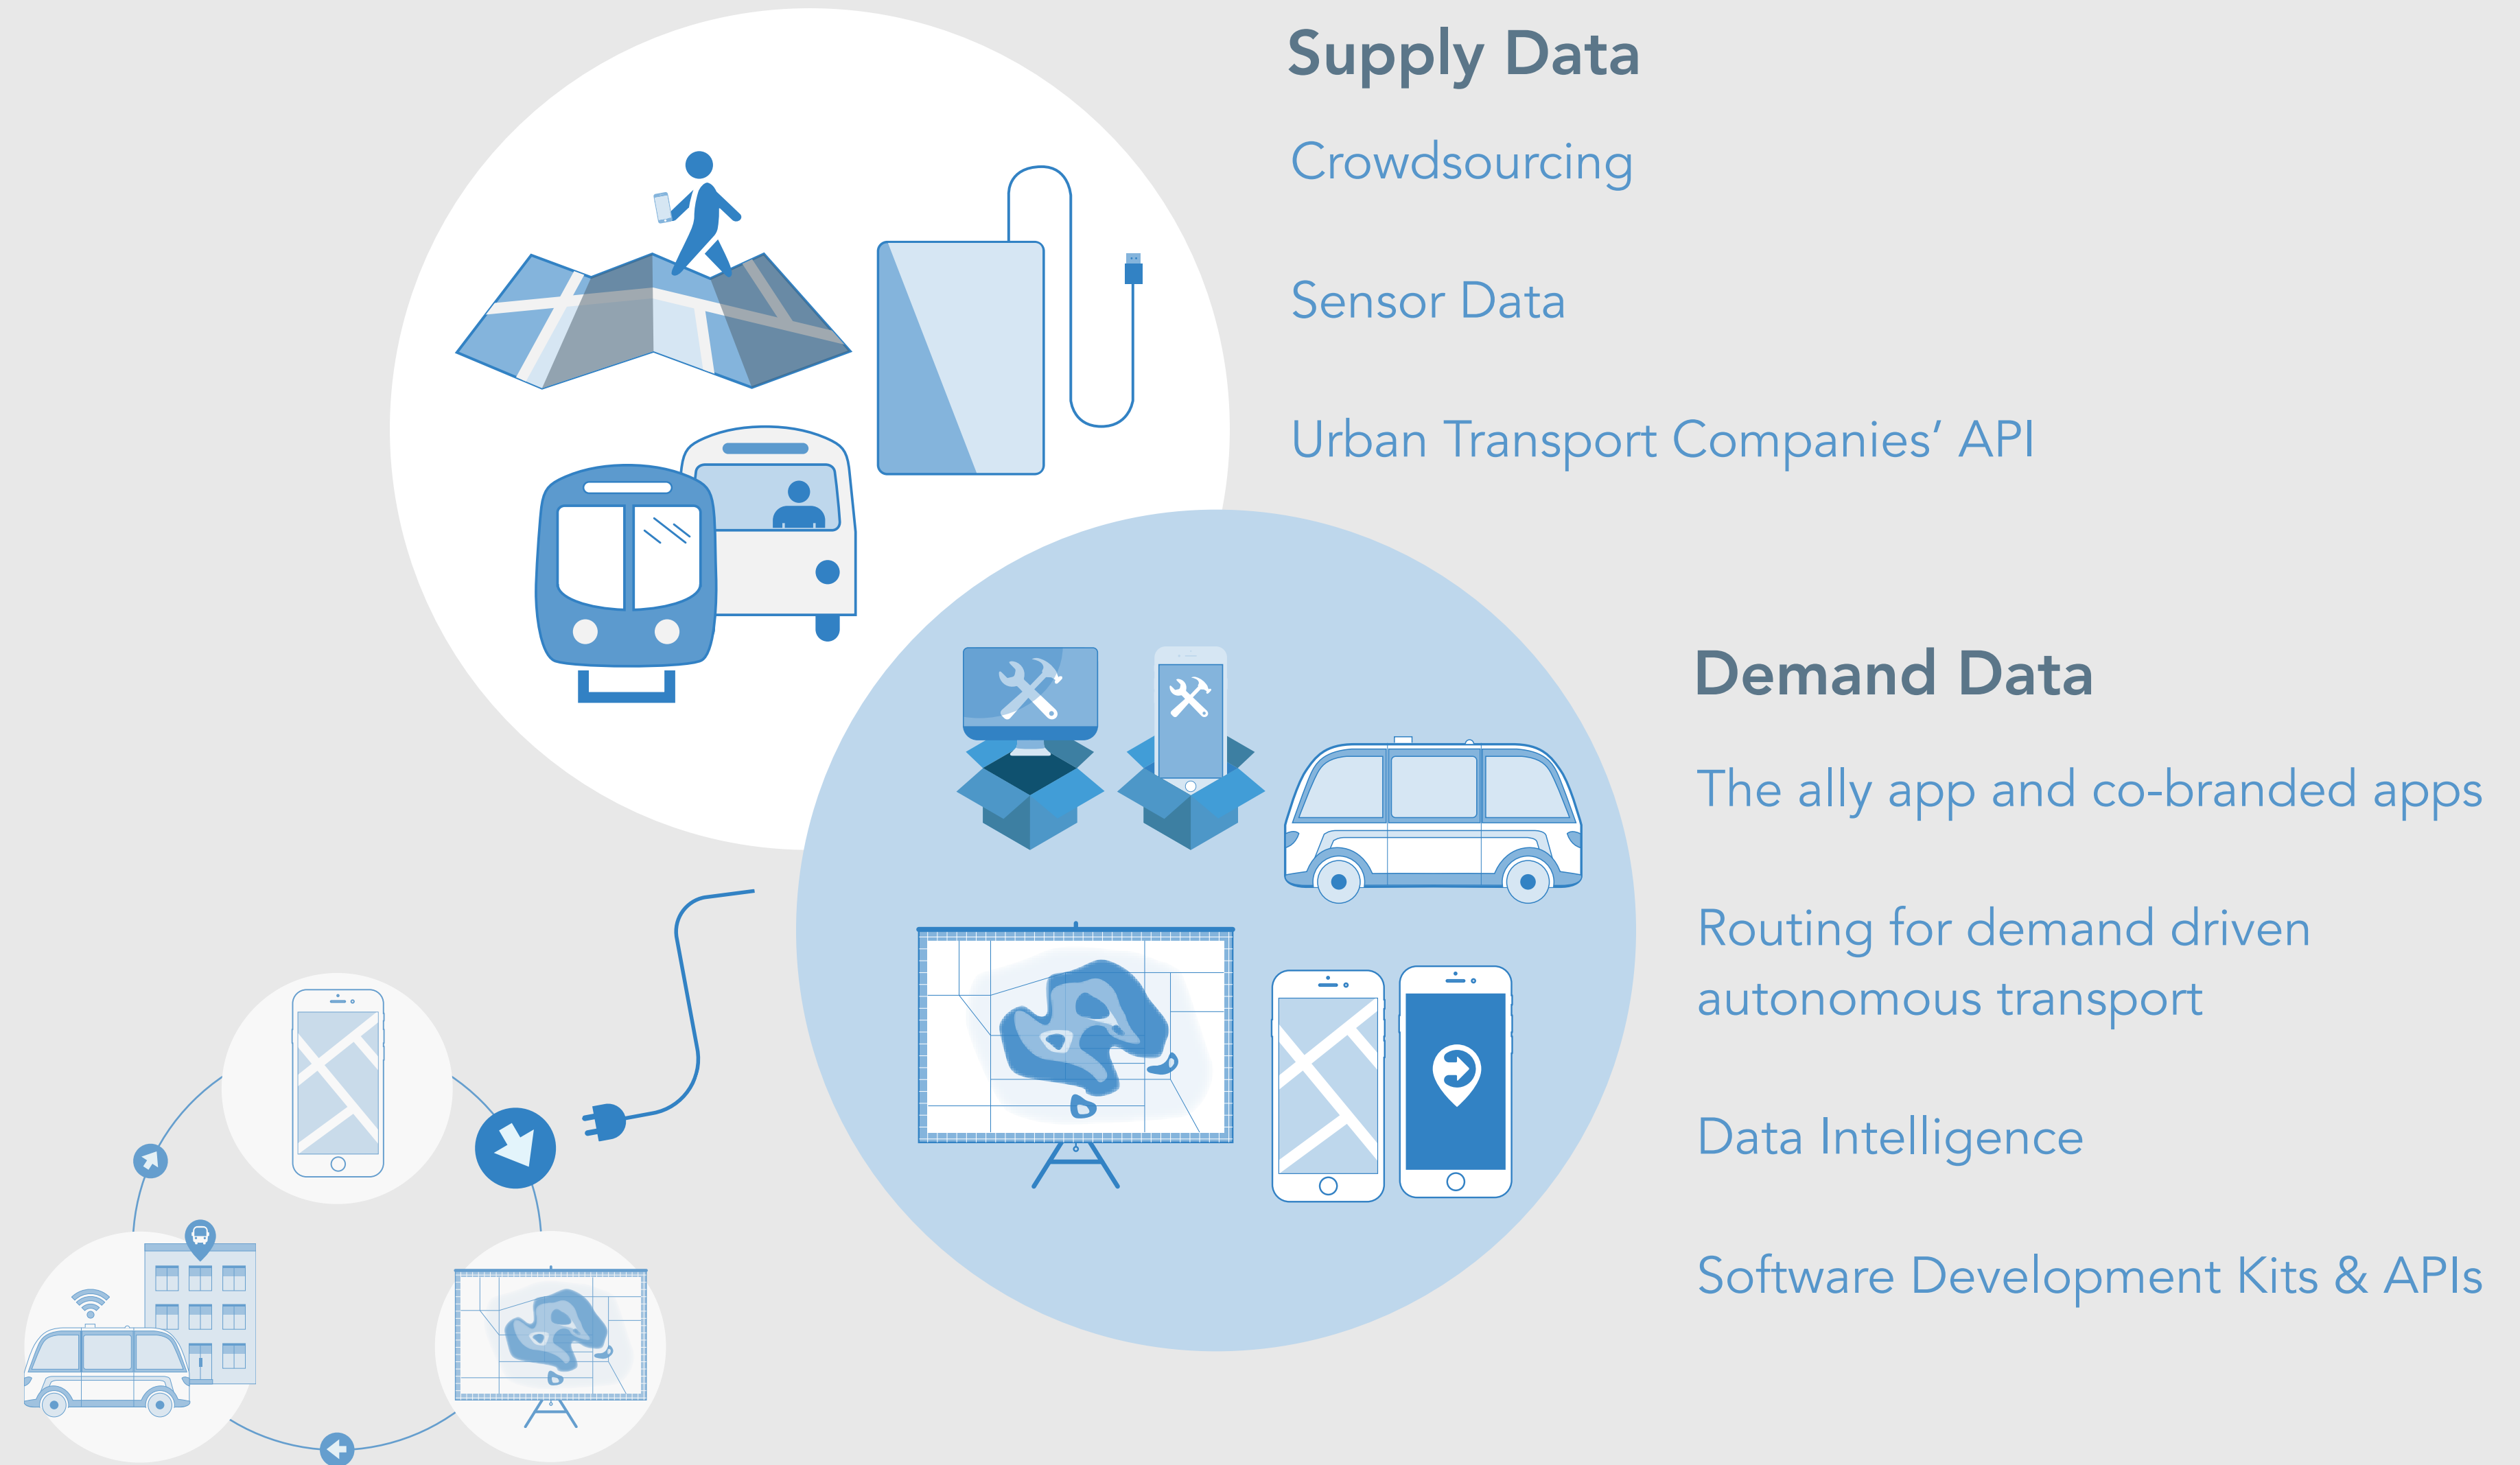 Supply Data
Crowdsourcing
Sensor Data
Urban Transport Companies’ API
Demand Data
The ally app and co-branded apps
Routing for demand driven
autonomous transport
Data Intelligence
Software Development Kits & APIs